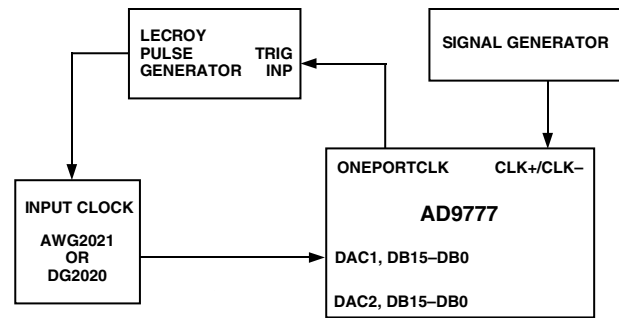 LECROY
PULSE TRIG
GENERATOR INP
SIGNAL GENERATOR
ONEPORTCLK CLK+/CLK–
AD9777
INPUT CLOCK
AWG2021
OR
DG2020
DAC1, DB15–DB0
DAC2, DB15–DB0